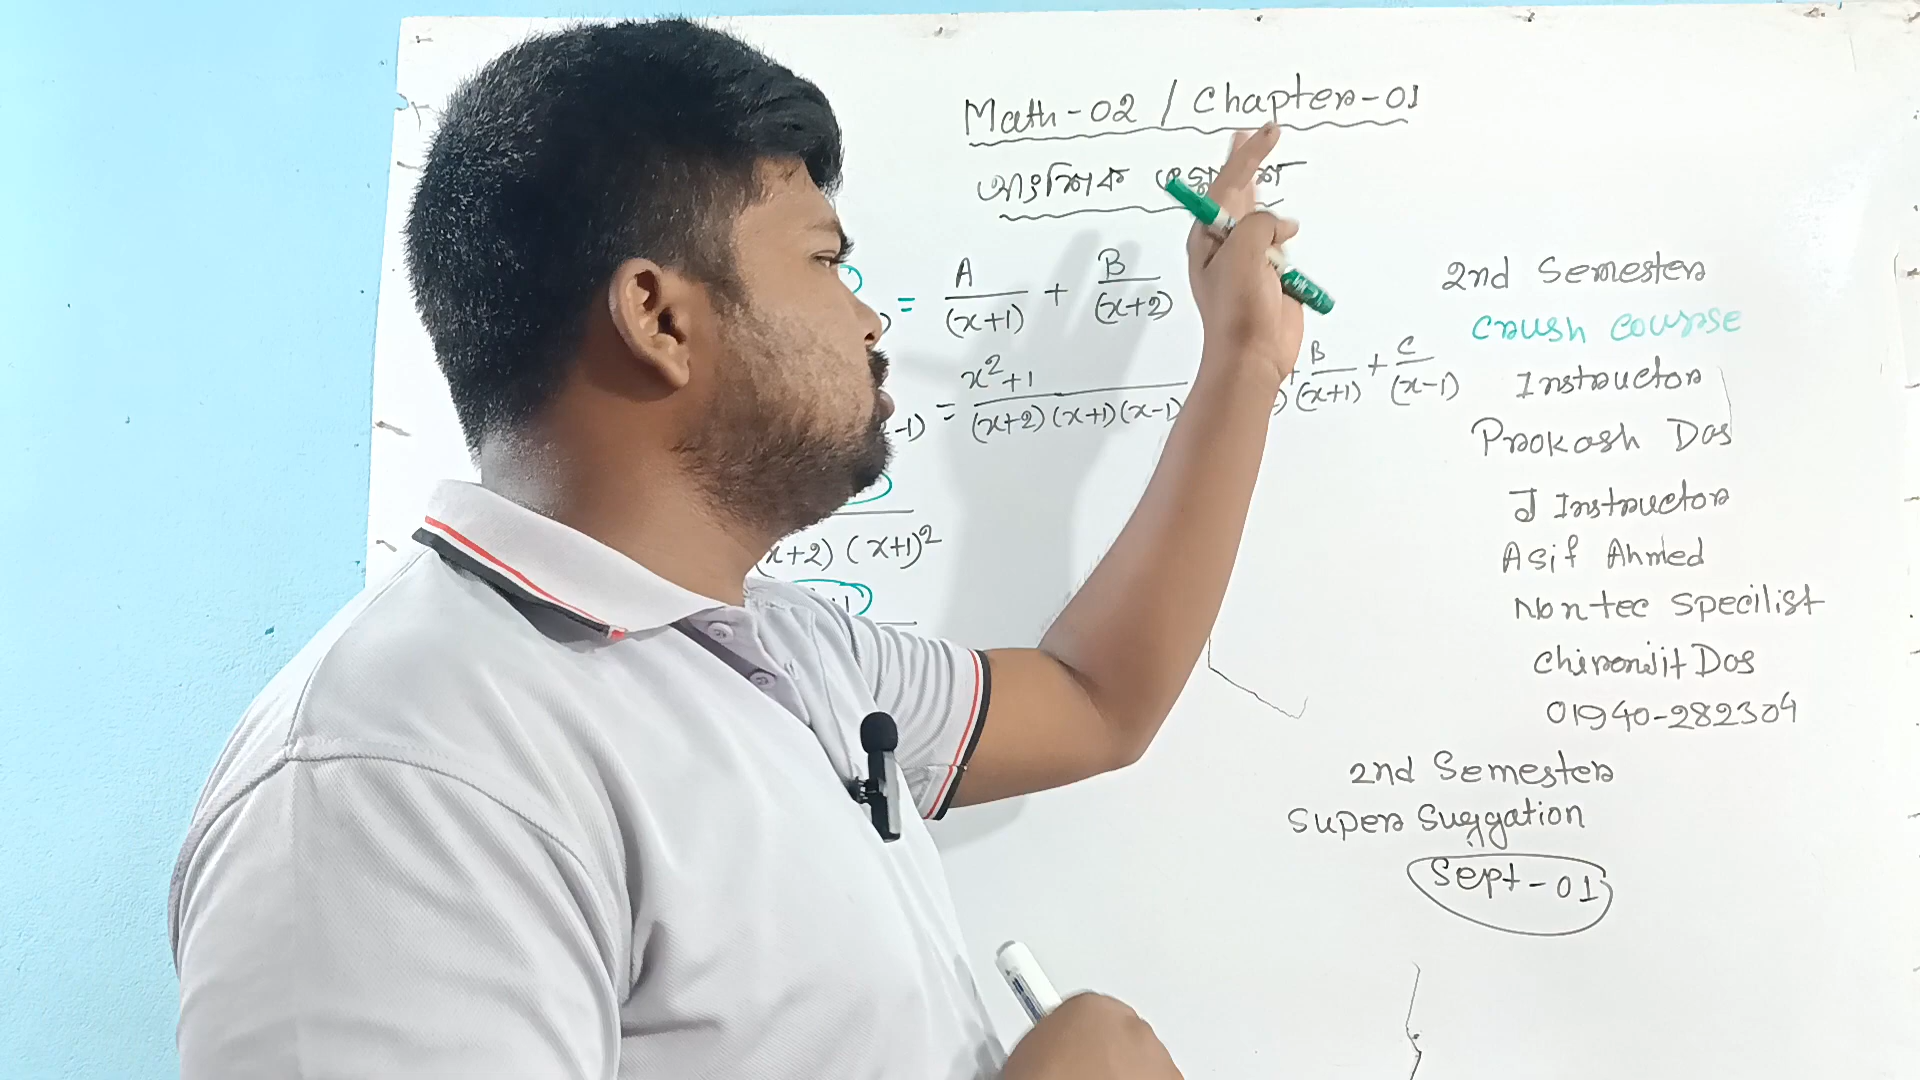 Math-02 / Chapter-01
আংশিক
= A/(x+1) + B/(x+2)
-1) = x²+1/(x+2)(x+1)(x-1) + B/(x+1) + C/(x-1)
(x+2) (x+1)²
2nd Semester
Crush Course
Instructor
Prokash Das
J Instructor
Asif Ahmed
Non tec Specilist
Chironjit Das
01940-282304
2nd Semester
Super Suggation
Sept-01